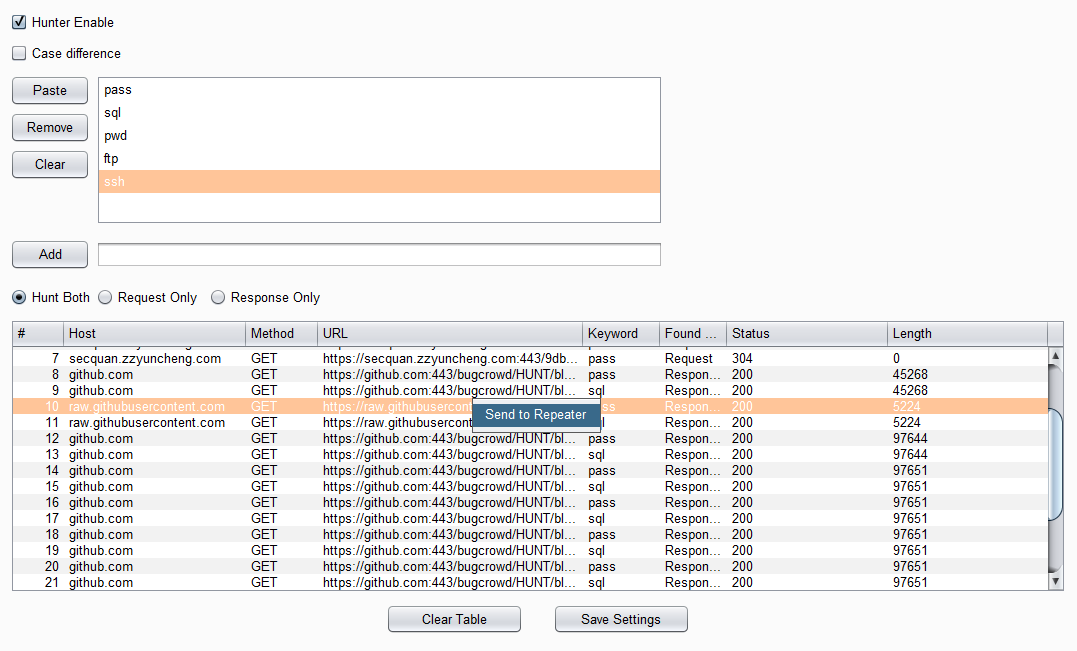 Hunter Enable
Case difference
Paste
pass
sql
Remove
pwd
Clear
ftp
ssh
Add
Hunt Both Request Only Response Only
# Host Method URL Keyword Found ... Status Length
7 secquan.zzyuncheng.com GET https://secquan.zzyuncheng.com:443/9db... pass Request 304 0
8 github.com GET https://github.com:443/bugcrowd/HUNT/bl... pass Respon... 200 45268
9 github.com GET https://github.com:443/bugcrowd/HUNT/bl... sql Respon... 200 45268
10 raw.githubusercontent.com GET https://raw.githubusercont ss Respon... 200 5224
Send to Repeater
11 raw.githubusercontent.com GET https://raw.githubusercont l Respon... 200 5224
12 github.com GET https://github.com:443/bugcrowd/HUNT/bl... pass Respon... 200 97644
13 github.com GET https://github.com:443/bugcrowd/HUNT/bl... sql Respon... 200 97644
14 github.com GET https://github.com:443/bugcrowd/HUNT/bl... pass Respon... 200 97651
15 github.com GET https://github.com:443/bugcrowd/HUNT/bl... sql Respon... 200 97651
16 github.com GET https://github.com:443/bugcrowd/HUNT/bl... pass Respon... 200 97651
17 github.com GET https://github.com:443/bugcrowd/HUNT/bl... sql Respon... 200 97651
18 github.com GET https://github.com:443/bugcrowd/HUNT/bl... pass Respon... 200 97651
19 github.com GET https://github.com:443/bugcrowd/HUNT/bl... sql Respon... 200 97651
20 github.com GET https://github.com:443/bugcrowd/HUNT/bl... pass Respon... 200 97651
21 github.com GET https://github.com:443/bugcrowd/HUNT/bl... sql Respon... 200 97651
Clear Table Save Settings